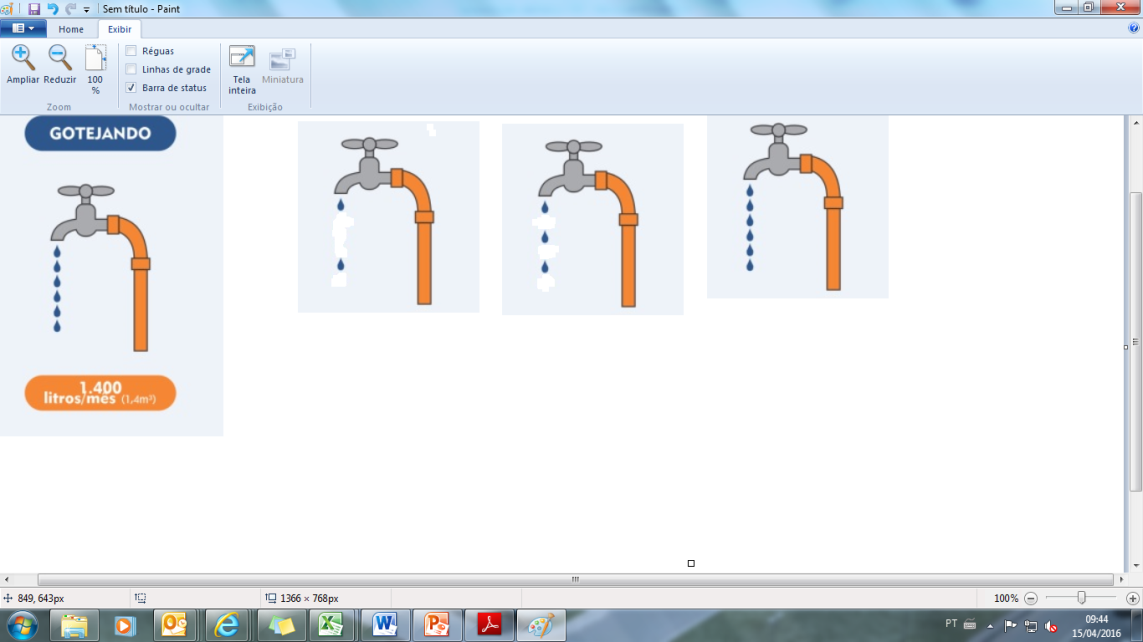 Sem título - Paint
Home
Exibir
Ampliar
Reduzir
100
%
Réguas
Linhas de grade
Barra de status
Tela
inteira
Miniatura
Zoom
Mostrar ou ocultar
Exibição
GOTEJANDO
1.400
litros/mês (1,4m³)
849, 643px
1366 × 768px
100%
PT
09:44
15/04/2016